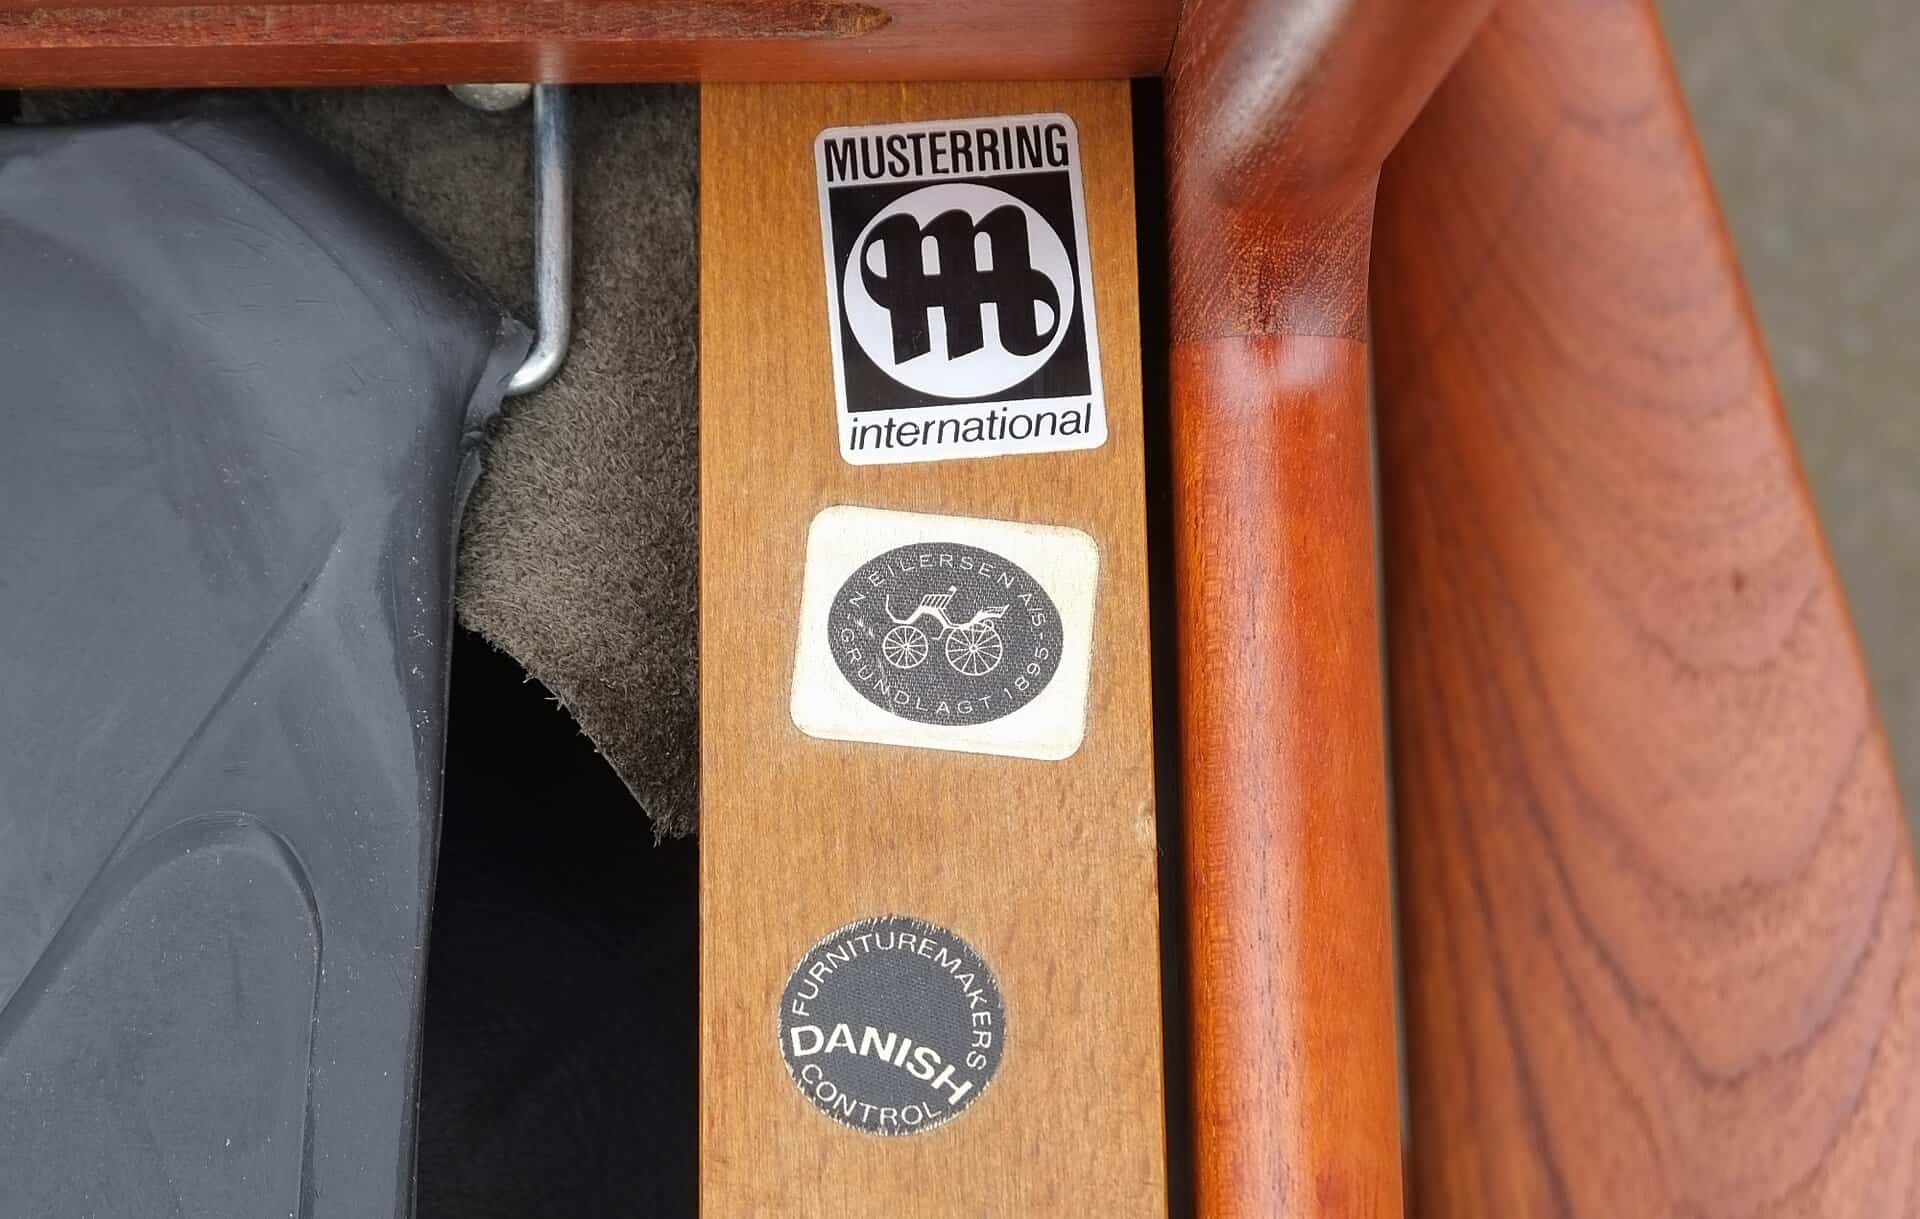 MUSTERRING
international
N. EILERSEN A/S - GRUNDLAGT 1895 -
FURNITUREMAKERS
DANISH
CONTROL